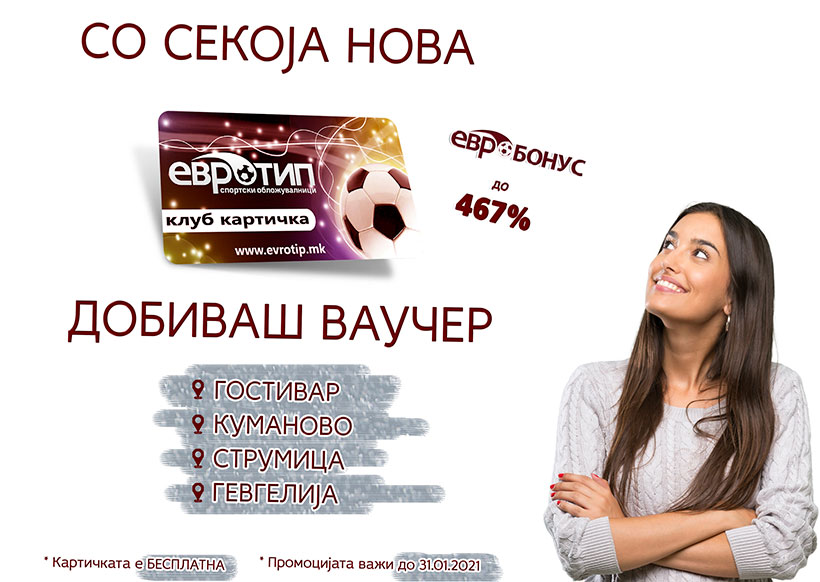 СО СЕКОЈА НОВА
ЕВРОТИП
СПОРТСКИ ОБЛОЖУВАЛНИЦИ
клуб картичка
www.evrotip.mk
евроБОНУС
до
467%
ДОБИВАШ ВАУЧЕР
ГОСТИВАР
КУМАНОВО
СТРУМИЦА
ГЕВГЕЛИЈА
* Картичката е БЕСПЛАТНА
* Промоцијата важи до 31.01.2021